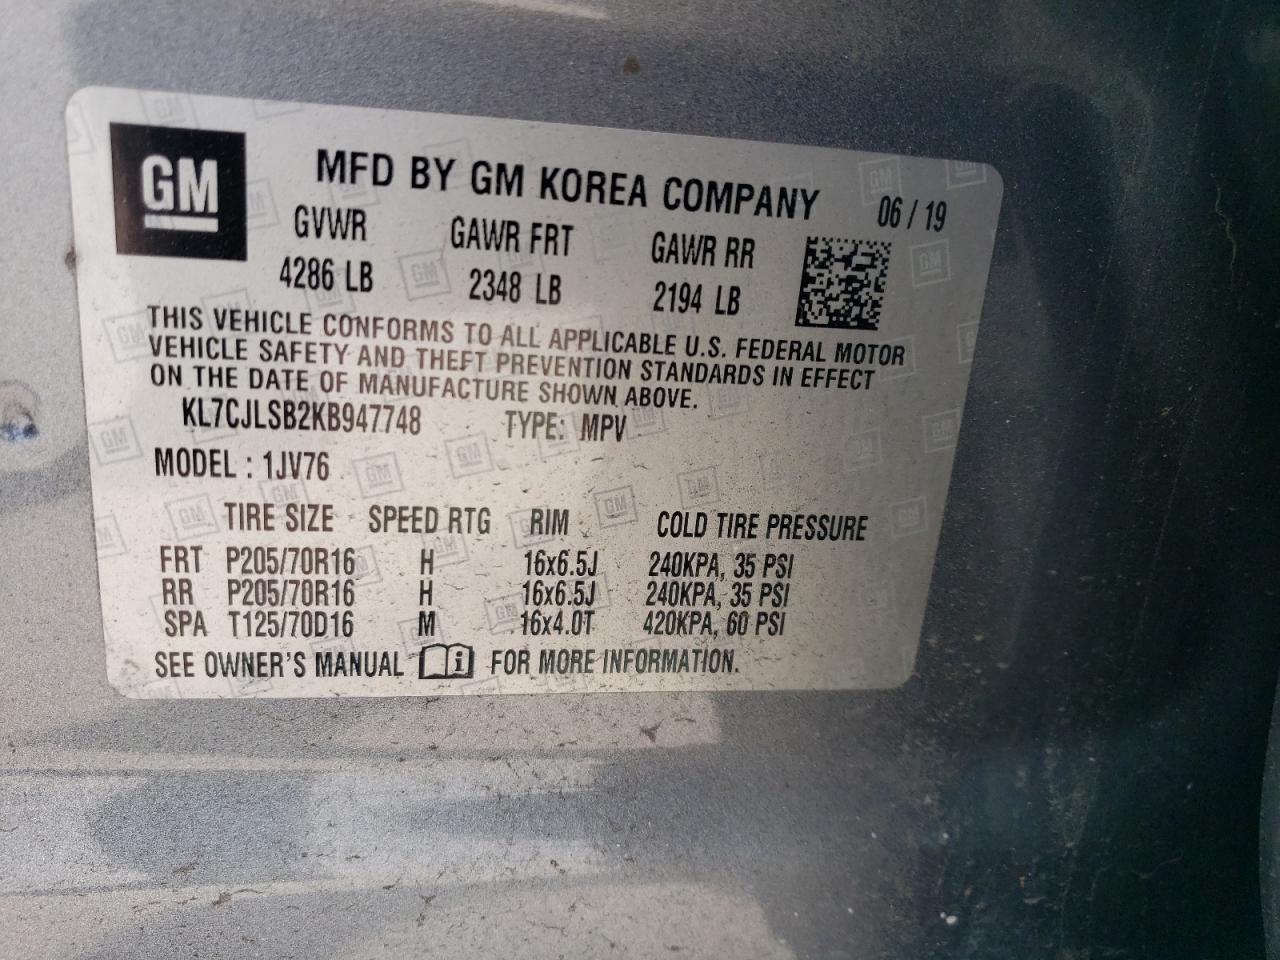 GM
MFD BY GM KOREA COMPANY 06 / 19
GVWR GAWR FRT GAWR RR
4286 LB 2348 LB 2194 LB
THIS VEHICLE CONFORMS TO ALL APPLICABLE U.S. FEDERAL MOTOR
VEHICLE SAFETY AND THEFT PREVENTION STANDARDS IN EFFECT
ON THE DATE OF MANUFACTURE SHOWN ABOVE.
KL7CJLSB2KB947748 TYPE: MPV
MODEL : 1JV76
TIRE SIZE SPEED RTG RIM COLD TIRE PRESSURE
FRT P205/70R16 H 16x6.5J 240KPA, 35 PSI
RR P205/70R16 H 16x6.5J 240KPA, 35 PSI
SPA T125/70D16 M 16x4.0T 420KPA, 60 PSI
SEE OWNER'S MANUAL i FOR MORE INFORMATION.